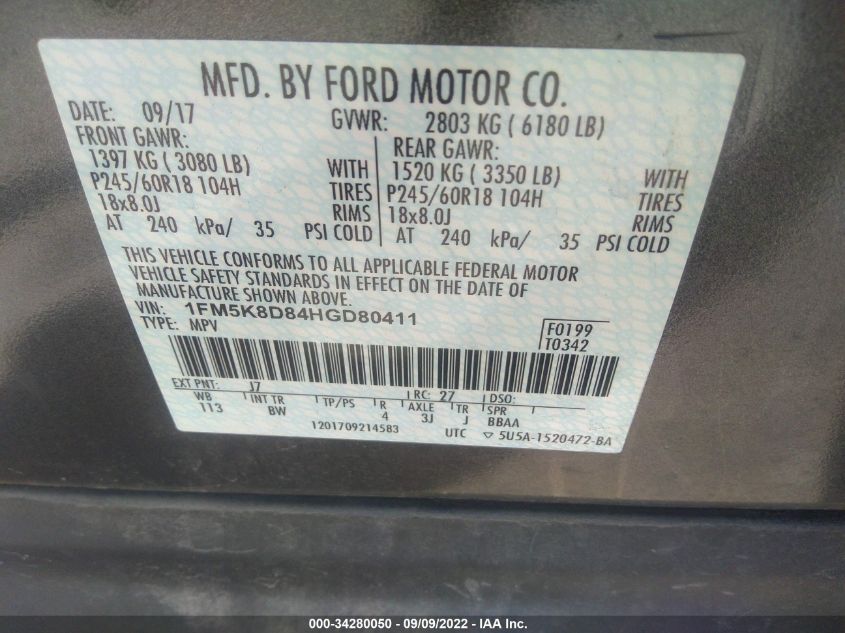 MFD. BY FORD MOTOR CO.
DATE: 09/17 GVWR: 2803 KG ( 6180 LB)
FRONT GAWR: REAR GAWR:
1397 KG ( 3080 LB) WITH 1520 KG ( 3350 LB) WITH
P245/60R18 104H TIRES P245/60R18 104H TIRES
18x8.0J RIMS 18x8.0J RIMS
AT 240 kPa/ 35 PSI COLD AT 240 kPa/ 35 PSI COLD
THIS VEHICLE CONFORMS TO ALL APPLICABLE FEDERAL MOTOR
VEHICLE SAFETY STANDARDS IN EFFECT ON THE DATE OF
MANUFACTURE SHOWN ABOVE.
VIN: 1FM5K8D84HGD80411
TYPE: MPV
F0199
T0342
EXT PNT: J7 RC: 27 DSO:
WB INT TR TP/PS R AXLE TR SPR
113 BW 4 3J J BBAA
1201709214583 UTC ▽ 5U5A-1520472-BA
000-34280050 - 09/09/2022 - IAA Inc.